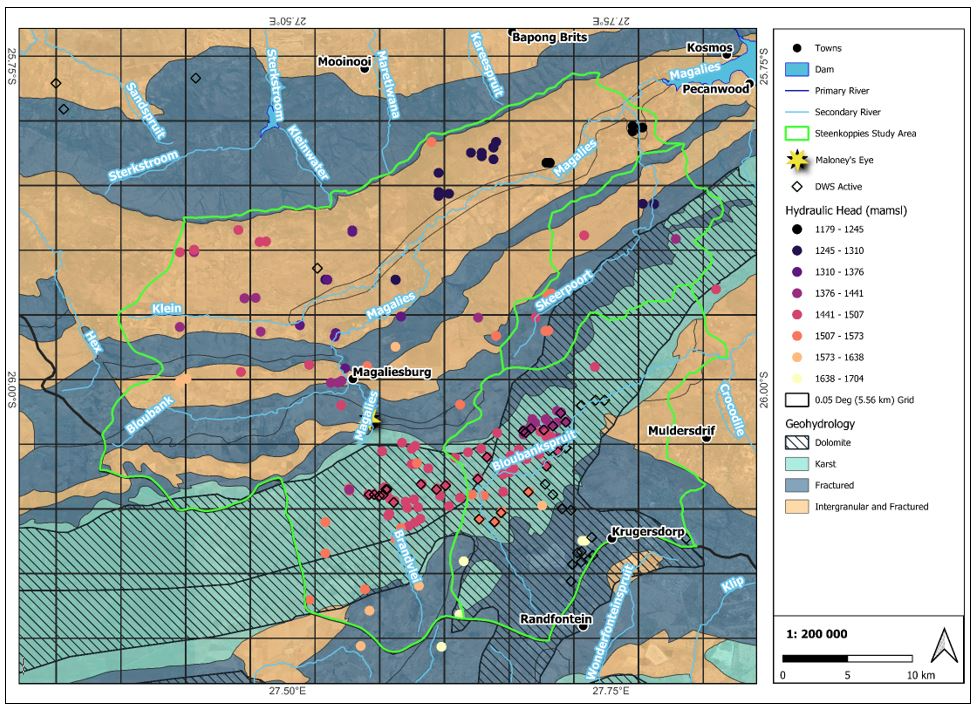 27.50°E
27.75°E
25.75°S
25.75°S
Bapong Brits
Kosmos
Mooinooi
Magalies
Pecanwood
Sandspruit
Sterkstroom
Maretlwana
Kareespruit
Kleinwater
Sterkstroom
Magalies
Skeerpoort
Klein
Magalies
Hex
Magaliesburg
26.00°S
26.00°S
Bloubank
Magalies
Crocodile
Muldersdrif
Bloubankspruit
Krugersdorp
Brandvlei
Klip
Randfontein
Wonderfonteinspruit
27.50°E
27.75°E
Towns
Dam
Primary River
Secondary River
Steenkoppies Study Area
Maloney's Eye
DWS Active
Hydraulic Head (mamsl)
1179 - 1245
1245 - 1310
1310 - 1376
1376 - 1441
1441 - 1507
1507 - 1573
1573 - 1638
1638 - 1704
0.05 Deg (5.56 km) Grid
Geohydrology
Dolomite
Karst
Fractured
Intergranular and Fractured
1: 200 000
0 5 10 km